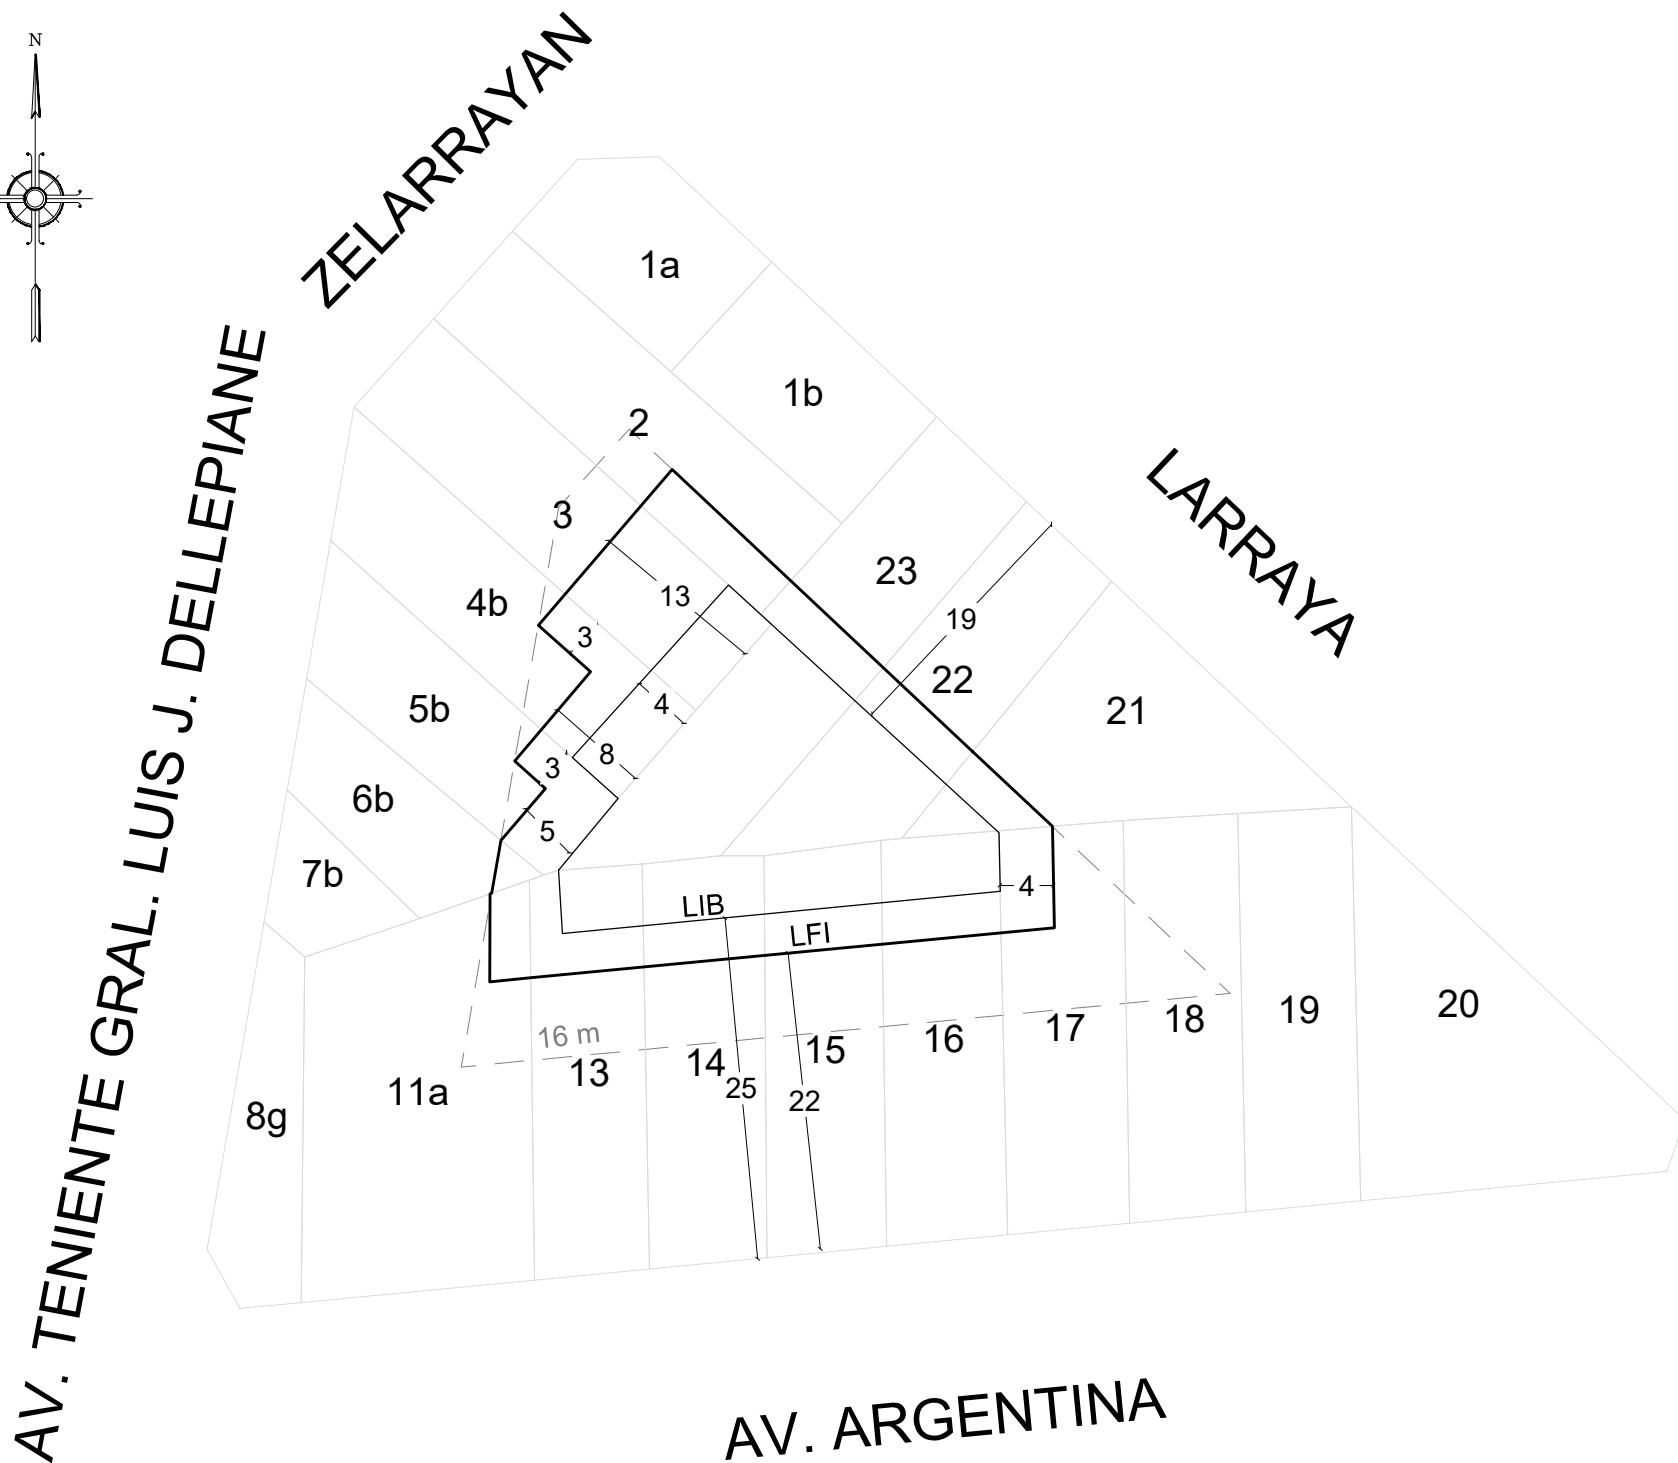 N
ZELARRAYAN
AV. TENIENTE GRAL. LUIS J. DELLEPIANE
LARRAYA
AV. ARGENTINA
1a
1b
2
3
4b
23
13
19
3
22
4
5b
21
8
3
6b
5
7b
4
LIB
LFI
16 m
13
14
15
16
17
18
19
20
11a
25
22
8g